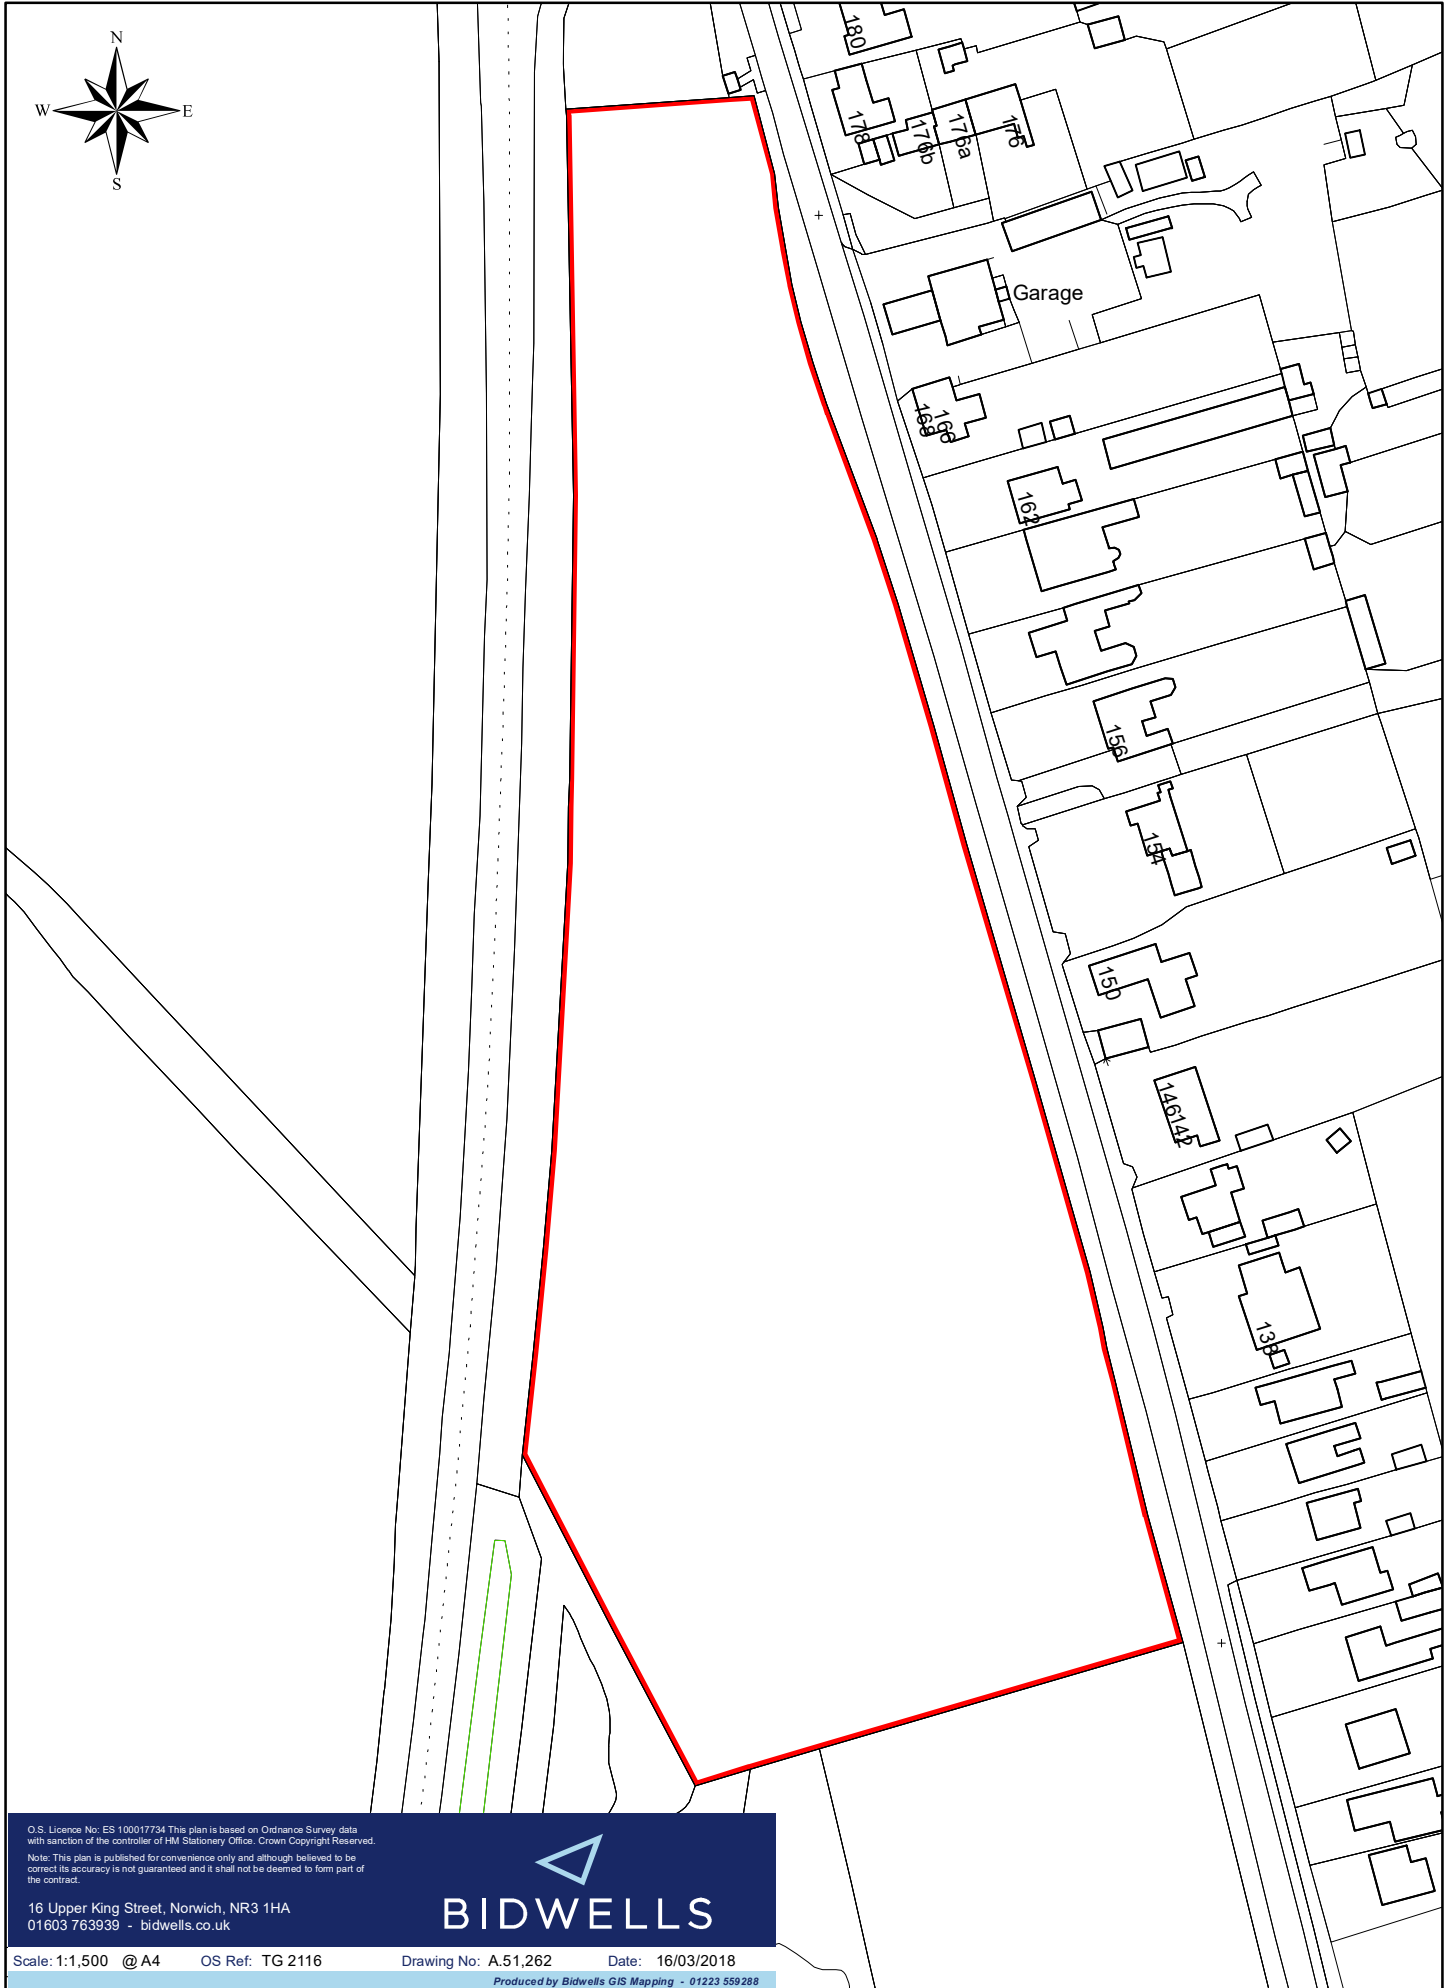 N
W E
S
180
178
176b
176a
176
Garage
168
166
162
156
154
150
146142
138
O.S. Licence No: ES 100017734 This plan is based on Ordnance Survey data
with sanction of the controller of HM Stationery Office. Crown Copyright Reserved.
Note: This plan is published for convenience only and although believed to be
correct its accuracy is not guaranteed and it shall not be deemed to form part of
the contract.
16 Upper King Street, Norwich, NR3 1HA
01603 763939 - bidwells.co.uk
BIDWELLS
Scale: 1:1,500 @ A4 OS Ref: TG 2116 Drawing No: A.51,262 Date: 16/03/2018
Produced by Bidwells GIS Mapping - 01223 559288